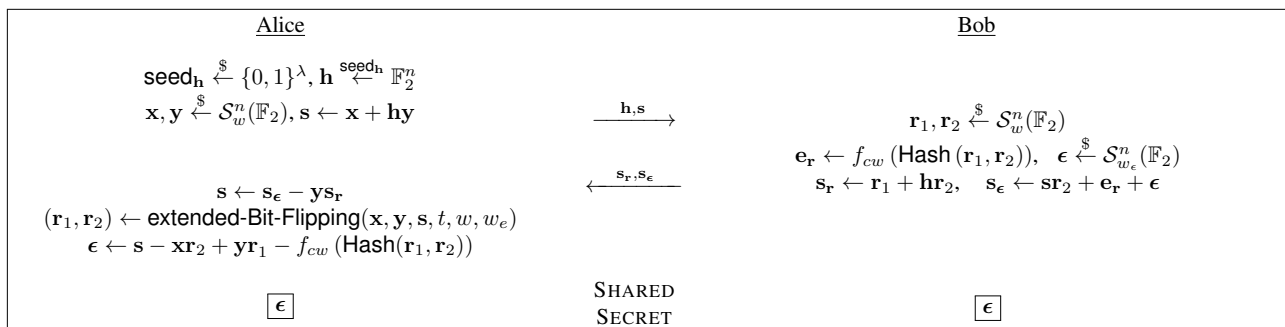 Alice Bob
seed_h ←$ {0, 1}^λ, h ←seed_h 𝔽_2^n
x, y ←$ 𝒮_w^n(𝔽_2), s ← x + hy
h,s
r_1, r_2 ←$ 𝒮_w^n(𝔽_2)
e_r ← f_cw (Hash (r_1, r_2)), ϵ ←$ 𝒮_{w_ϵ}^n(𝔽_2)
s_r,s_ϵ
s_r ← r_1 + hr_2, s_ϵ ← sr_2 + e_r + ϵ
s ← s_ϵ − ys_r
(r_1, r_2) ← extended-Bit-Flipping(x, y, s, t, w, w_e)
ϵ ← s − xr_2 + yr_1 − f_cw (Hash(r_1, r_2))
ϵ SHARED SECRET ϵ